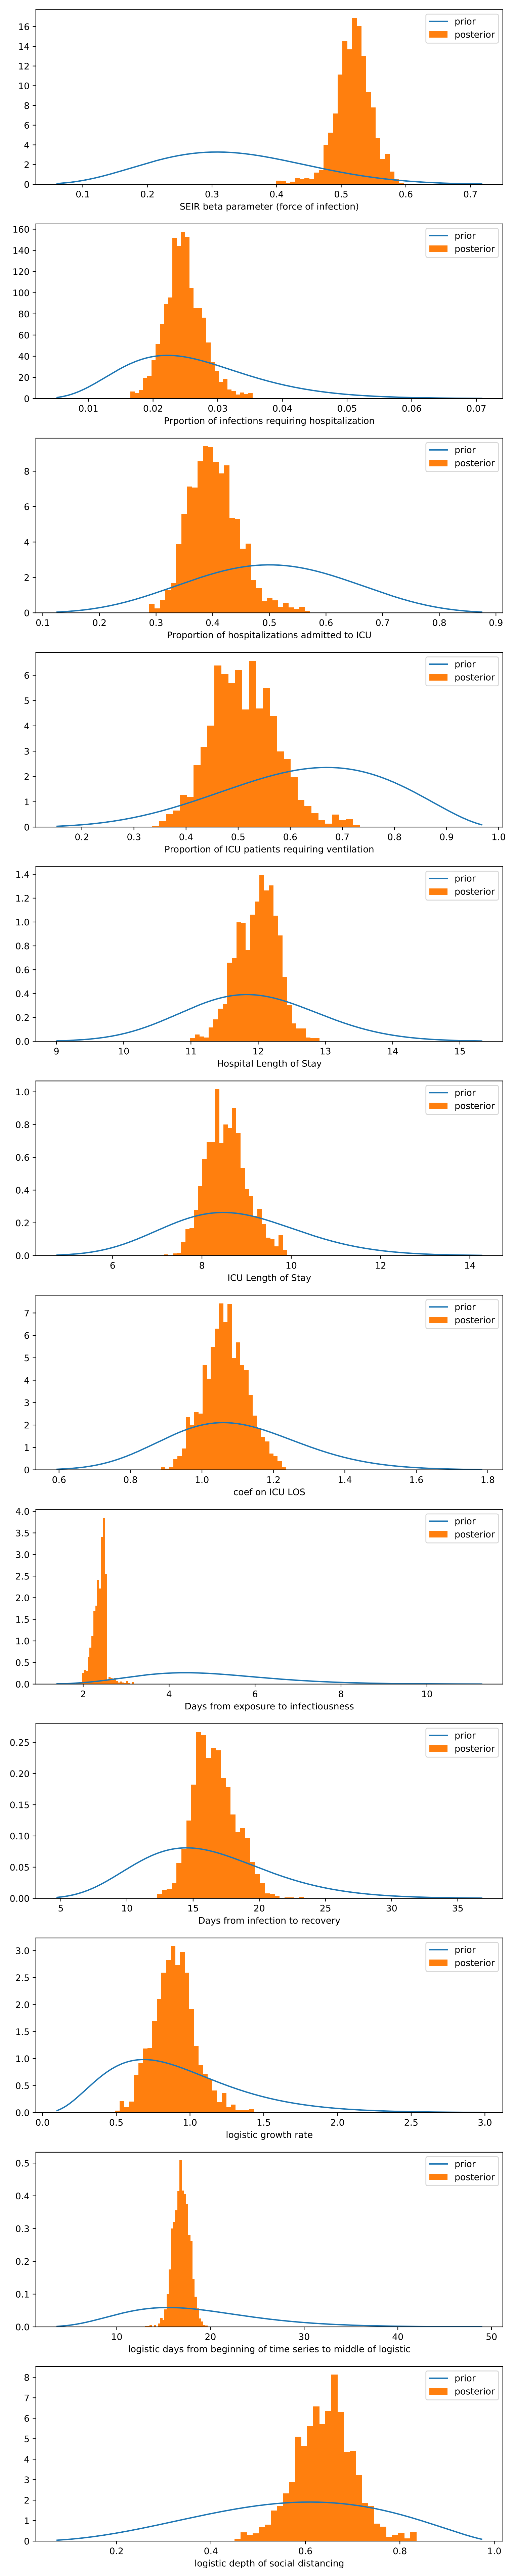 16
14
12
10
8
6
4
2
0
prior
posterior
0.1 0.2 0.3 0.4 0.5 0.6 0.7
SEIR beta parameter (force of infection)
160
140
120
100
80
60
40
20
0
prior
posterior
0.01 0.02 0.03 0.04 0.05 0.06 0.07
Prportion of infections requiring hospitalization
8
6
4
2
0
prior
posterior
0.1 0.2 0.3 0.4 0.5 0.6 0.7 0.8 0.9
Proportion of hospitalizations admitted to ICU
6
5
4
3
2
1
0
prior
posterior
0.2 0.3 0.4 0.5 0.6 0.7 0.8 0.9 1.0
Proportion of ICU patients requiring ventilation
1.4
1.2
1.0
0.8
0.6
0.4
0.2
0.0
prior
posterior
9 10 11 12 13 14 15
Hospital Length of Stay
1.0
0.8
0.6
0.4
0.2
0.0
prior
posterior
6 8 10 12 14
ICU Length of Stay
7
6
5
4
3
2
1
0
prior
posterior
0.6 0.8 1.0 1.2 1.4 1.6 1.8
coef on ICU LOS
4.0
3.5
3.0
2.5
2.0
1.5
1.0
0.5
0.0
prior
posterior
2 4 6 8 10
Days from exposure to infectiousness
0.25
0.20
0.15
0.10
0.05
0.00
prior
posterior
5 10 15 20 25 30 35
Days from infection to recovery
3.0
2.5
2.0
1.5
1.0
0.5
0.0
prior
posterior
0.0 0.5 1.0 1.5 2.0 2.5 3.0
logistic growth rate
0.5
0.4
0.3
0.2
0.1
0.0
prior
posterior
10 20 30 40 50
logistic days from beginning of time series to middle of logistic
8
7
6
5
4
3
2
1
0
prior
posterior
0.2 0.4 0.6 0.8 1.0
logistic depth of social distancing